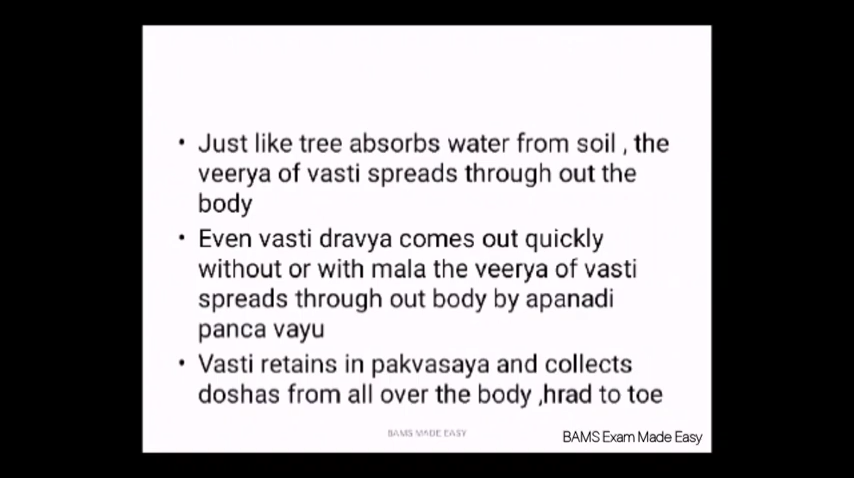 • Just like tree absorbs water from soil , the
veerya of vasti spreads through out the
body
• Even vasti dravya comes out quickly
without or with mala the veerya of vasti
spreads through out body by apanadi
panca vayu
• Vasti retains in pakvasaya and collects
doshas from all over the body ,hrad to toe
BAMS MADE EASY
BAMS Exam Made Easy